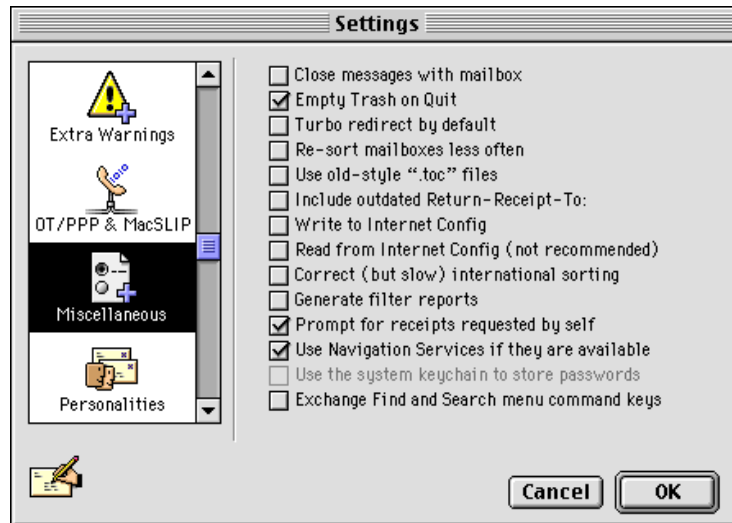 Settings
Extra Warnings
OT/PPP & MacSLIP
Miscellaneous
Personalities
Close messages with mailbox
Empty Trash on Quit
Turbo redirect by default
Re-sort mailboxes less often
Use old-style “.toc” files
Include outdated Return-Receipt-To:
Write to Internet Config
Read from Internet Config (not recommended)
Correct (but slow) international sorting
Generate filter reports
Prompt for receipts requested by self
Use Navigation Services if they are available
Use the system keychain to store passwords
Exchange Find and Search menu command keys
Cancel
OK